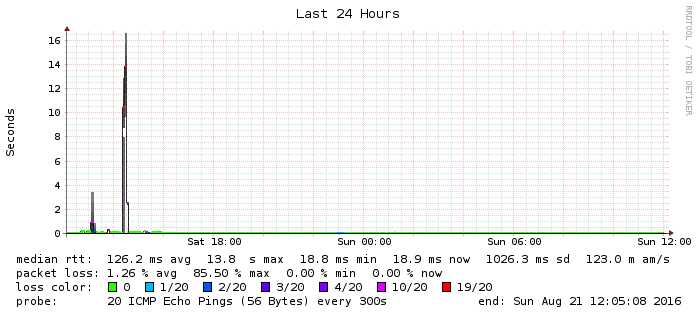 Last 24 Hours
RRDTOOL / TOBI OETIKER
Seconds
16
14
12
10
8
6
4
2
0
Sat 18:00 Sun 00:00 Sun 06:00 Sun 12:00
median rtt: 126.2 ms avg 13.8 s max 18.8 ms min 18.9 ms now 1026.3 ms sd 123.0 m am/s
packet loss: 1.26 % avg 85.50 % max 0.00 % min 0.00 % now
loss color: 0 1/20 2/20 3/20 4/20 10/20 19/20
probe: 20 ICMP Echo Pings (56 Bytes) every 300s end: Sun Aug 21 12:05:08 2016